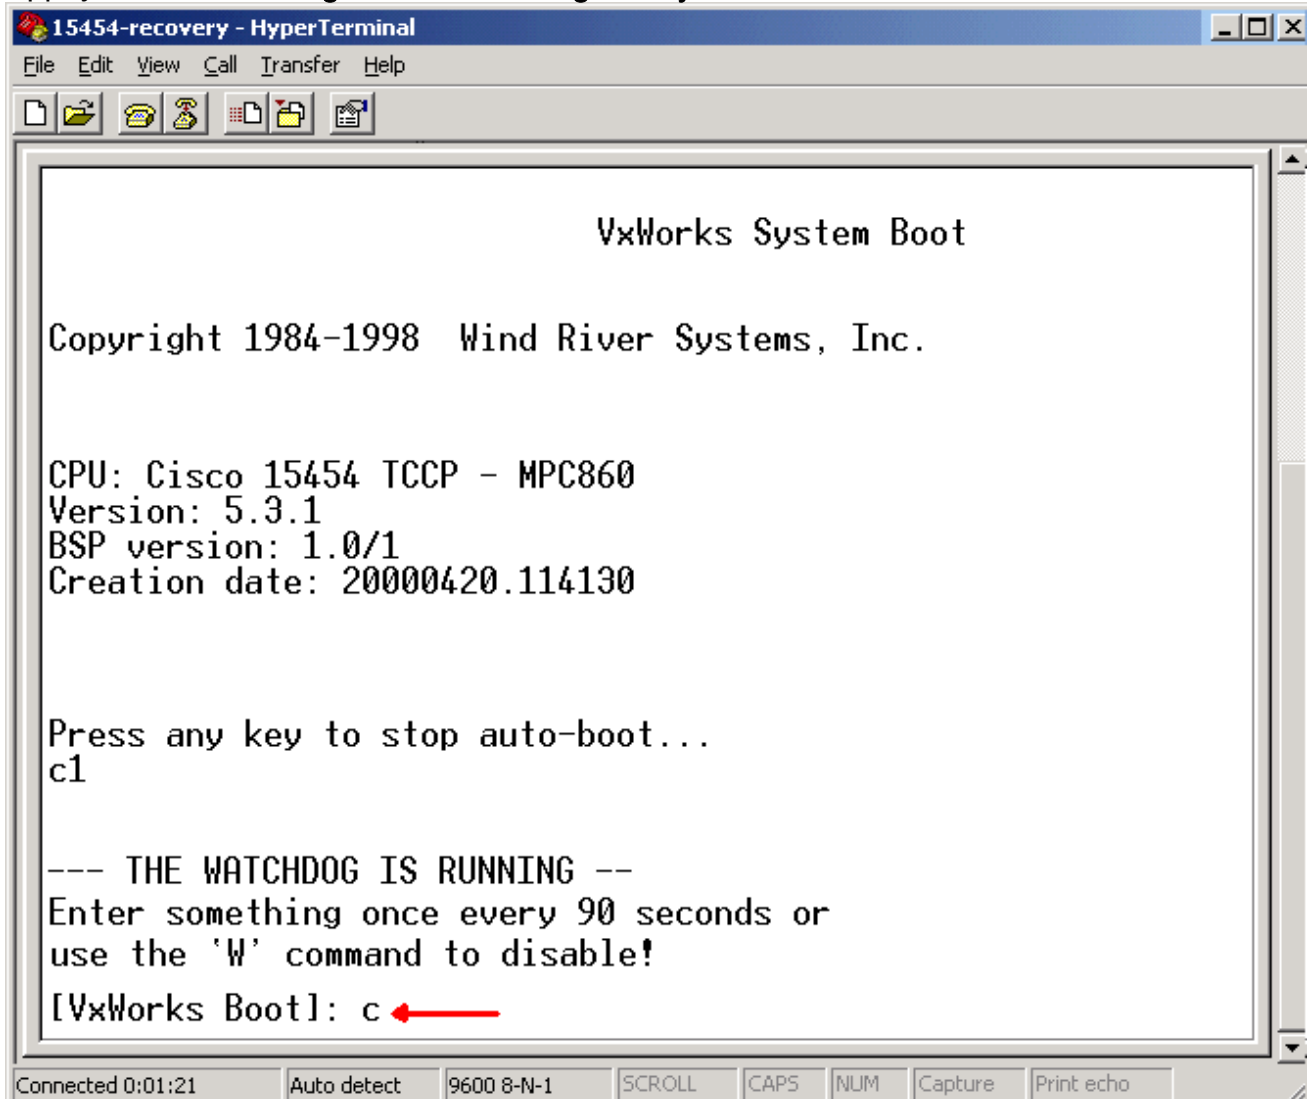 15454-recovery - HyperTerminal
File Edit View Call Transfer Help
VxWorks System Boot
Copyright 1984-1998 Wind River Systems, Inc.
CPU: Cisco 15454 TCCP - MPC860
Version: 5.3.1
BSP version: 1.0/1
Creation date: 20000420.114130
Press any key to stop auto-boot...
c1
--- THE WATCHDOG IS RUNNING --
Enter something once every 90 seconds or
use the 'W' command to disable!
[VxWorks Boot]: c
Connected 0:01:21 Auto detect 9600 8-N-1 SCROLL CAPS NUM Capture Print echo